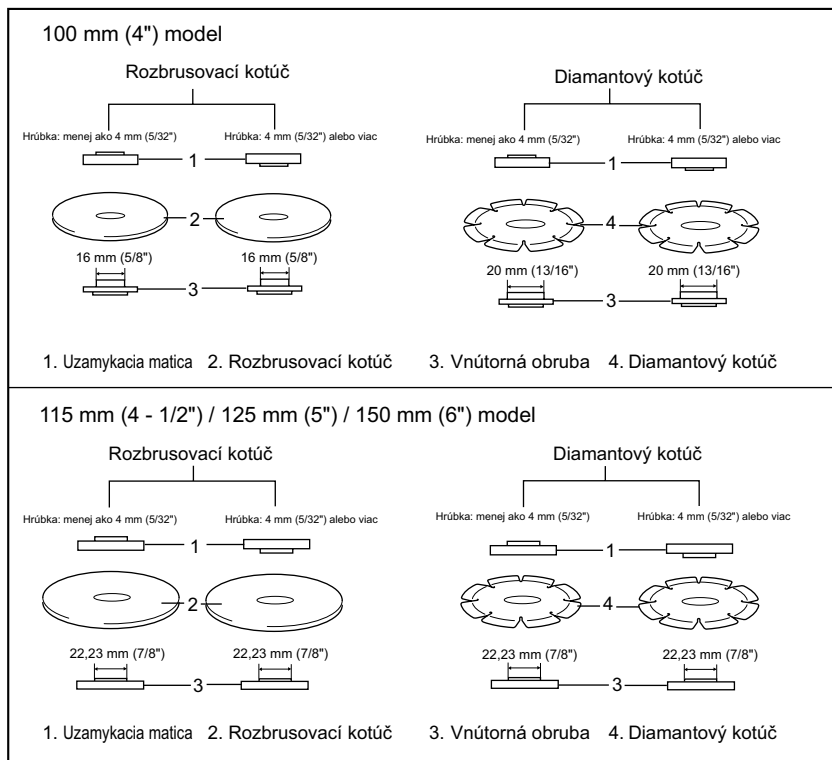 100 mm (4") model
Rozbrusovací kotúč
Diamantový kotúč
Hrúbka: menej ako 4 mm (5/32")
Hrúbka: 4 mm (5/32") alebo viac
Hrúbka: menej ako 4 mm (5/32")
Hrúbka: 4 mm (5/32") alebo viac
1
1
2
4
16 mm (5/8")
16 mm (5/8")
20 mm (13/16")
20 mm (13/16")
3
3
1. Uzamykacia matica 2. Rozbrusovací kotúč 3. Vnútorná obruba 4. Diamantový kotúč
115 mm (4 - 1/2") / 125 mm (5") / 150 mm (6") model
Rozbrusovací kotúč
Diamantový kotúč
Hrúbka: menej ako 4 mm (5/32")
Hrúbka: 4 mm (5/32") alebo viac
Hrúbka: menej ako 4 mm (5/32")
Hrúbka: 4 mm (5/32") alebo viac
1
1
2
4
22,23 mm (7/8")
22,23 mm (7/8")
22,23 mm (7/8")
22,23 mm (7/8")
3
3
1. Uzamykacia matica 2. Rozbrusovací kotúč 3. Vnútorná obruba 4. Diamantový kotúč